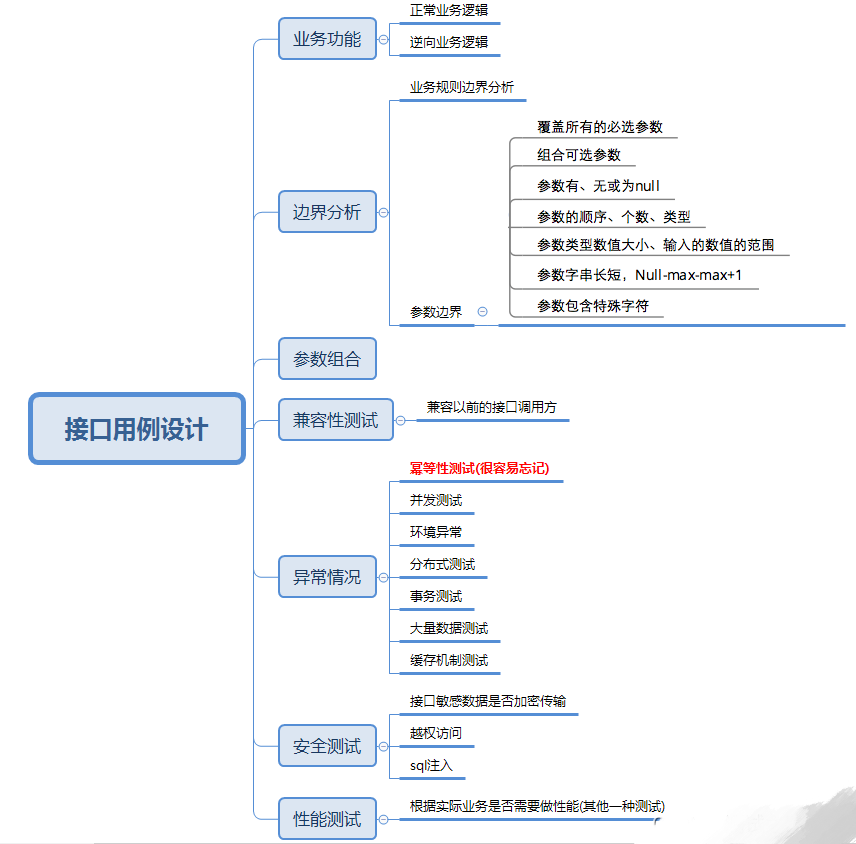 接口用例设计
业务功能
正常业务逻辑
逆向业务逻辑
边界分析
业务规则边界分析
参数边界
覆盖所有的必选参数
组合可选参数
参数有、无或为null
参数的顺序、个数、类型
参数类型数值大小、输入的数值的范围
参数字串长短，Null-max-max+1
参数包含特殊字符
参数组合
兼容性测试
兼容以前的接口调用方
异常情况
幂等性测试(很容易忘记)
并发测试
环境异常
分布式测试
事务测试
大量数据测试
缓存机制测试
安全测试
接口敏感数据是否加密传输
越权访问
sql注入
性能测试
根据实际业务是否需要做性能(其他一种测试)